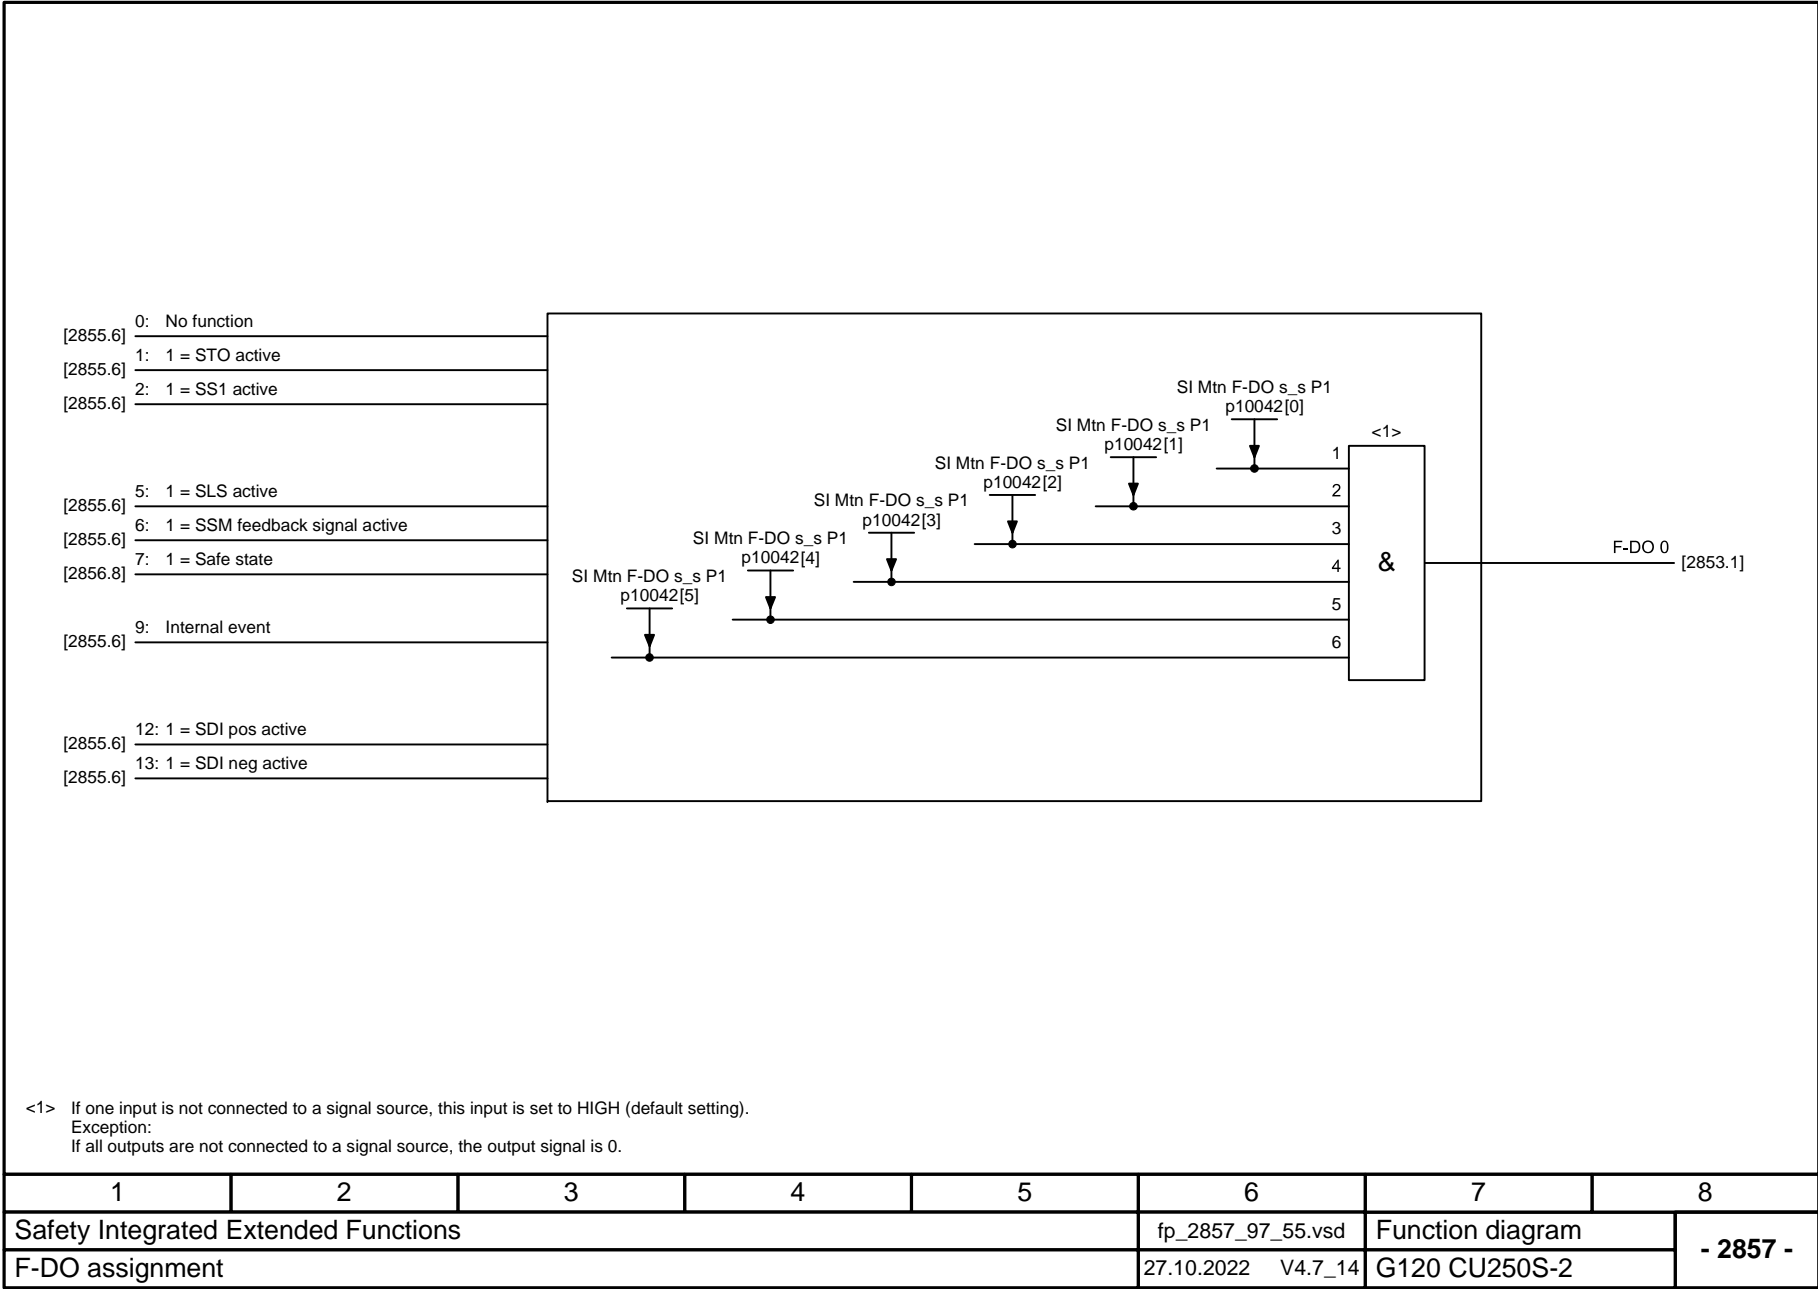 0: No function
[2855.6]
1: 1 = STO active
[2855.6]
2: 1 = SS1 active
[2855.6]
5: 1 = SLS active
[2855.6]
6: 1 = SSM feedback signal active
[2855.6]
7: 1 = Safe state
[2856.8]
9: Internal event
[2855.6]
12: 1 = SDI pos active
[2855.6]
13: 1 = SDI neg active
[2855.6]
SI Mtn F-DO s_s P1
p10042[0]
SI Mtn F-DO s_s P1
p10042[1]
SI Mtn F-DO s_s P1
p10042[2]
SI Mtn F-DO s_s P1
p10042[3]
SI Mtn F-DO s_s P1
p10042[4]
SI Mtn F-DO s_s P1
p10042[5]
<1>
1
2
3
4
5
6
&
F-DO 0 [2853.1]
<1> If one input is not connected to a signal source, this input is set to HIGH (default setting).
Exception:
If all outputs are not connected to a signal source, the output signal is 0.
1 2 3 4 5 6 7 8
Safety Integrated Extended Functions
fp_2857_97_55.vsd
Function diagram
- 2857 -
F-DO assignment
27.10.2022 V4.7_14
G120 CU250S-2